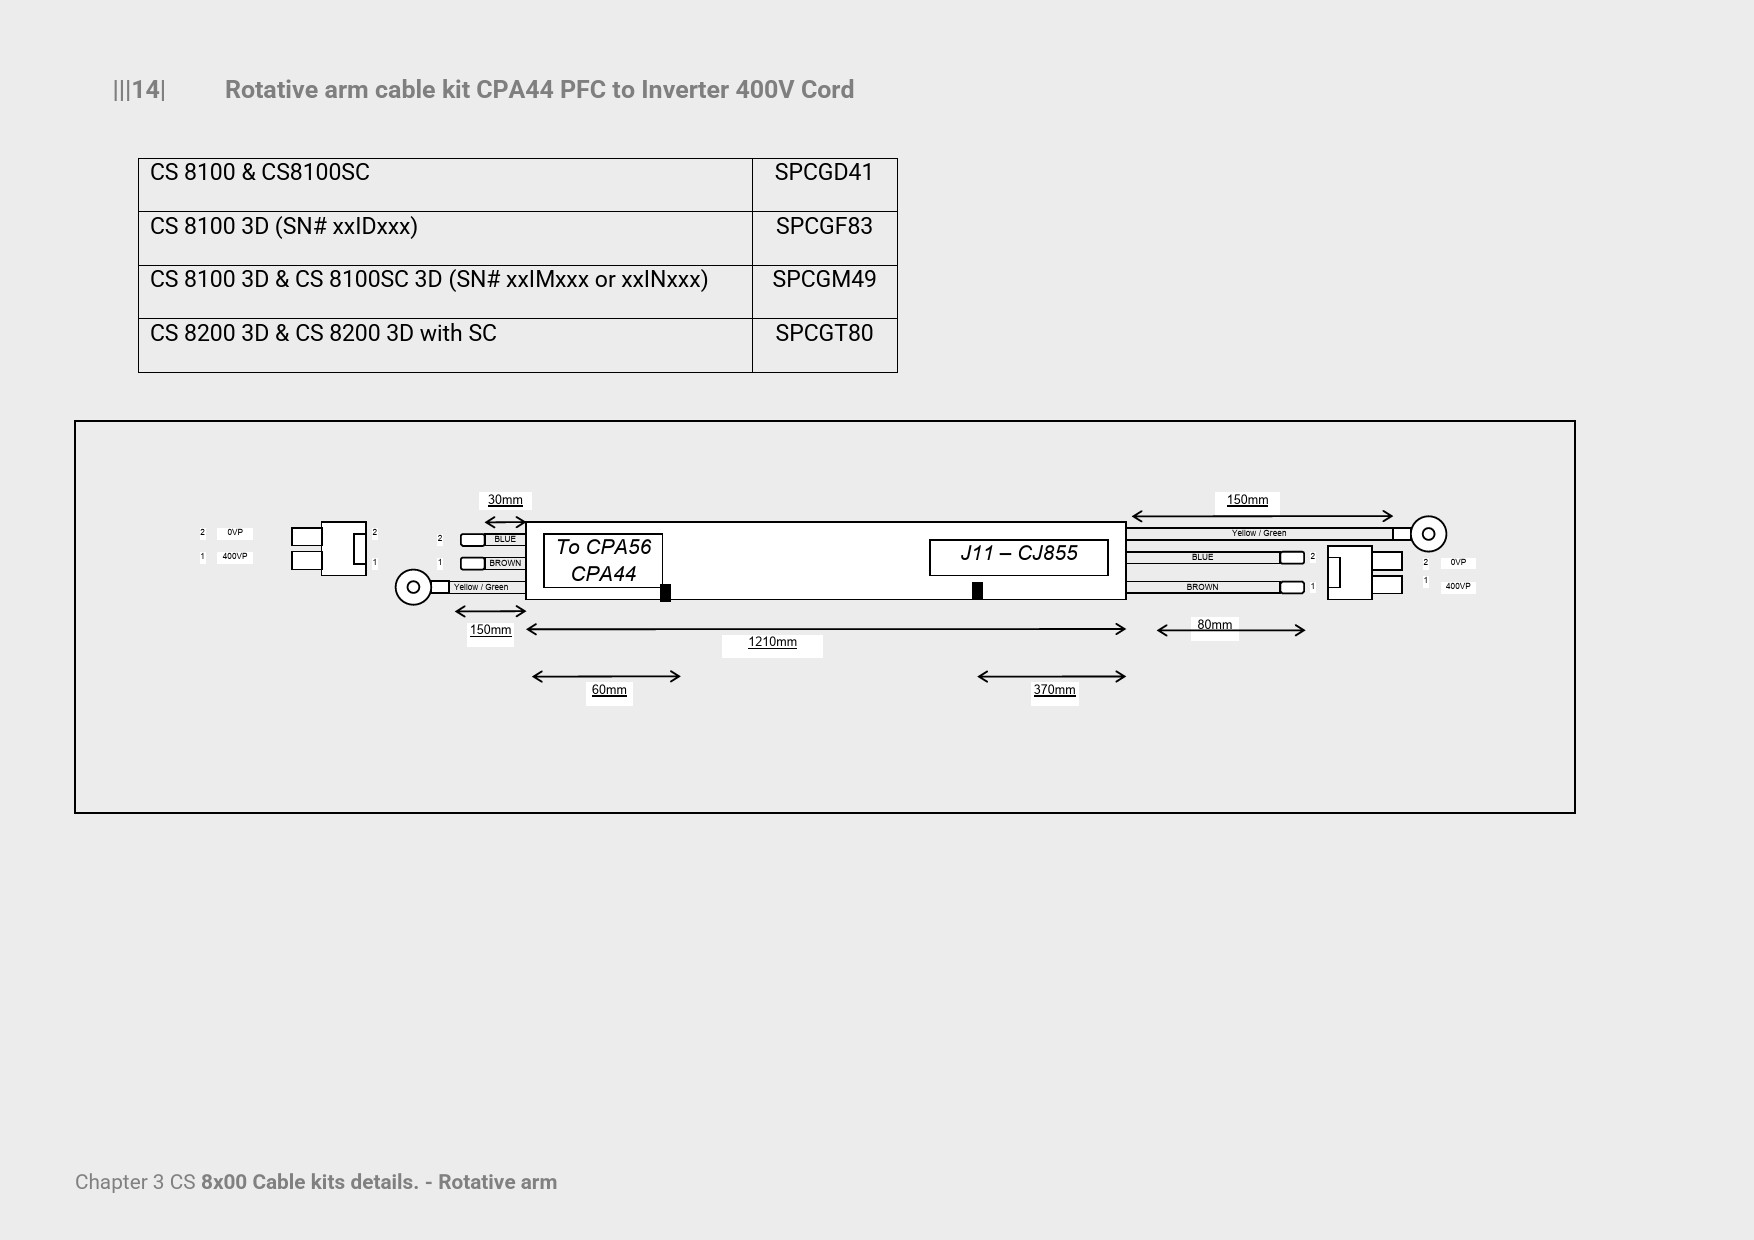 |||14| Rotative arm cable kit CPA44 PFC to Inverter 400V Cord
CS 8100 & CS8100SC SPCGD41
CS 8100 3D (SN# xxIDxxx) SPCGF83
CS 8100 3D & CS 8100SC 3D (SN# xxIMxxx or xxINxxx) SPCGM49
CS 8200 3D & CS 8200 3D with SC SPCGT80
30mm
150mm
2 0VP
2
2
BLUE
1 400VP
1
1
BROWN
Yellow / Green
To CPA56
CPA44
J11 – CJ855
Yellow / Green
BLUE
2
BROWN
1
2 0VP
1 400VP
150mm
1210mm
80mm
60mm
370mm
Chapter 3 CS 8x00 Cable kits details. - Rotative arm